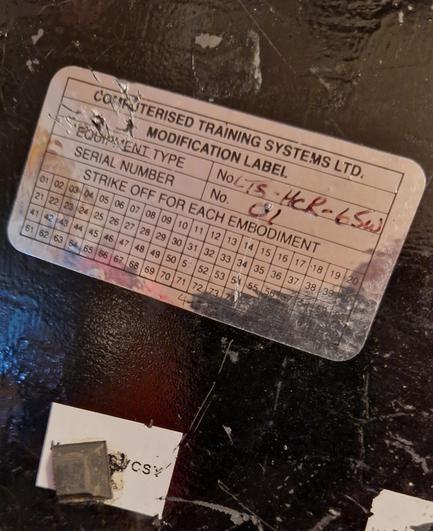 COMPUTERISED TRAINING SYSTEMS LTD.
MODIFICATION LABEL
EQUIPMENT TYPE No. CTS-HCR-65W
SERIAL NUMBER No. 01
STRIKE OFF FOR EACH EMBODIMENT
01 02 03 04 05 06 07 08 09 10 11 12 13 14 15 16 17 18 19 20
21 22 23 24 25 26 27 28 29 30 31 32 33 34 35 36 37 38 39
41 42 43 44 45 46 47 48 49 50 5 52 53 54 55
61 62 63 64 65 66 67 68 69 70 71 72 73